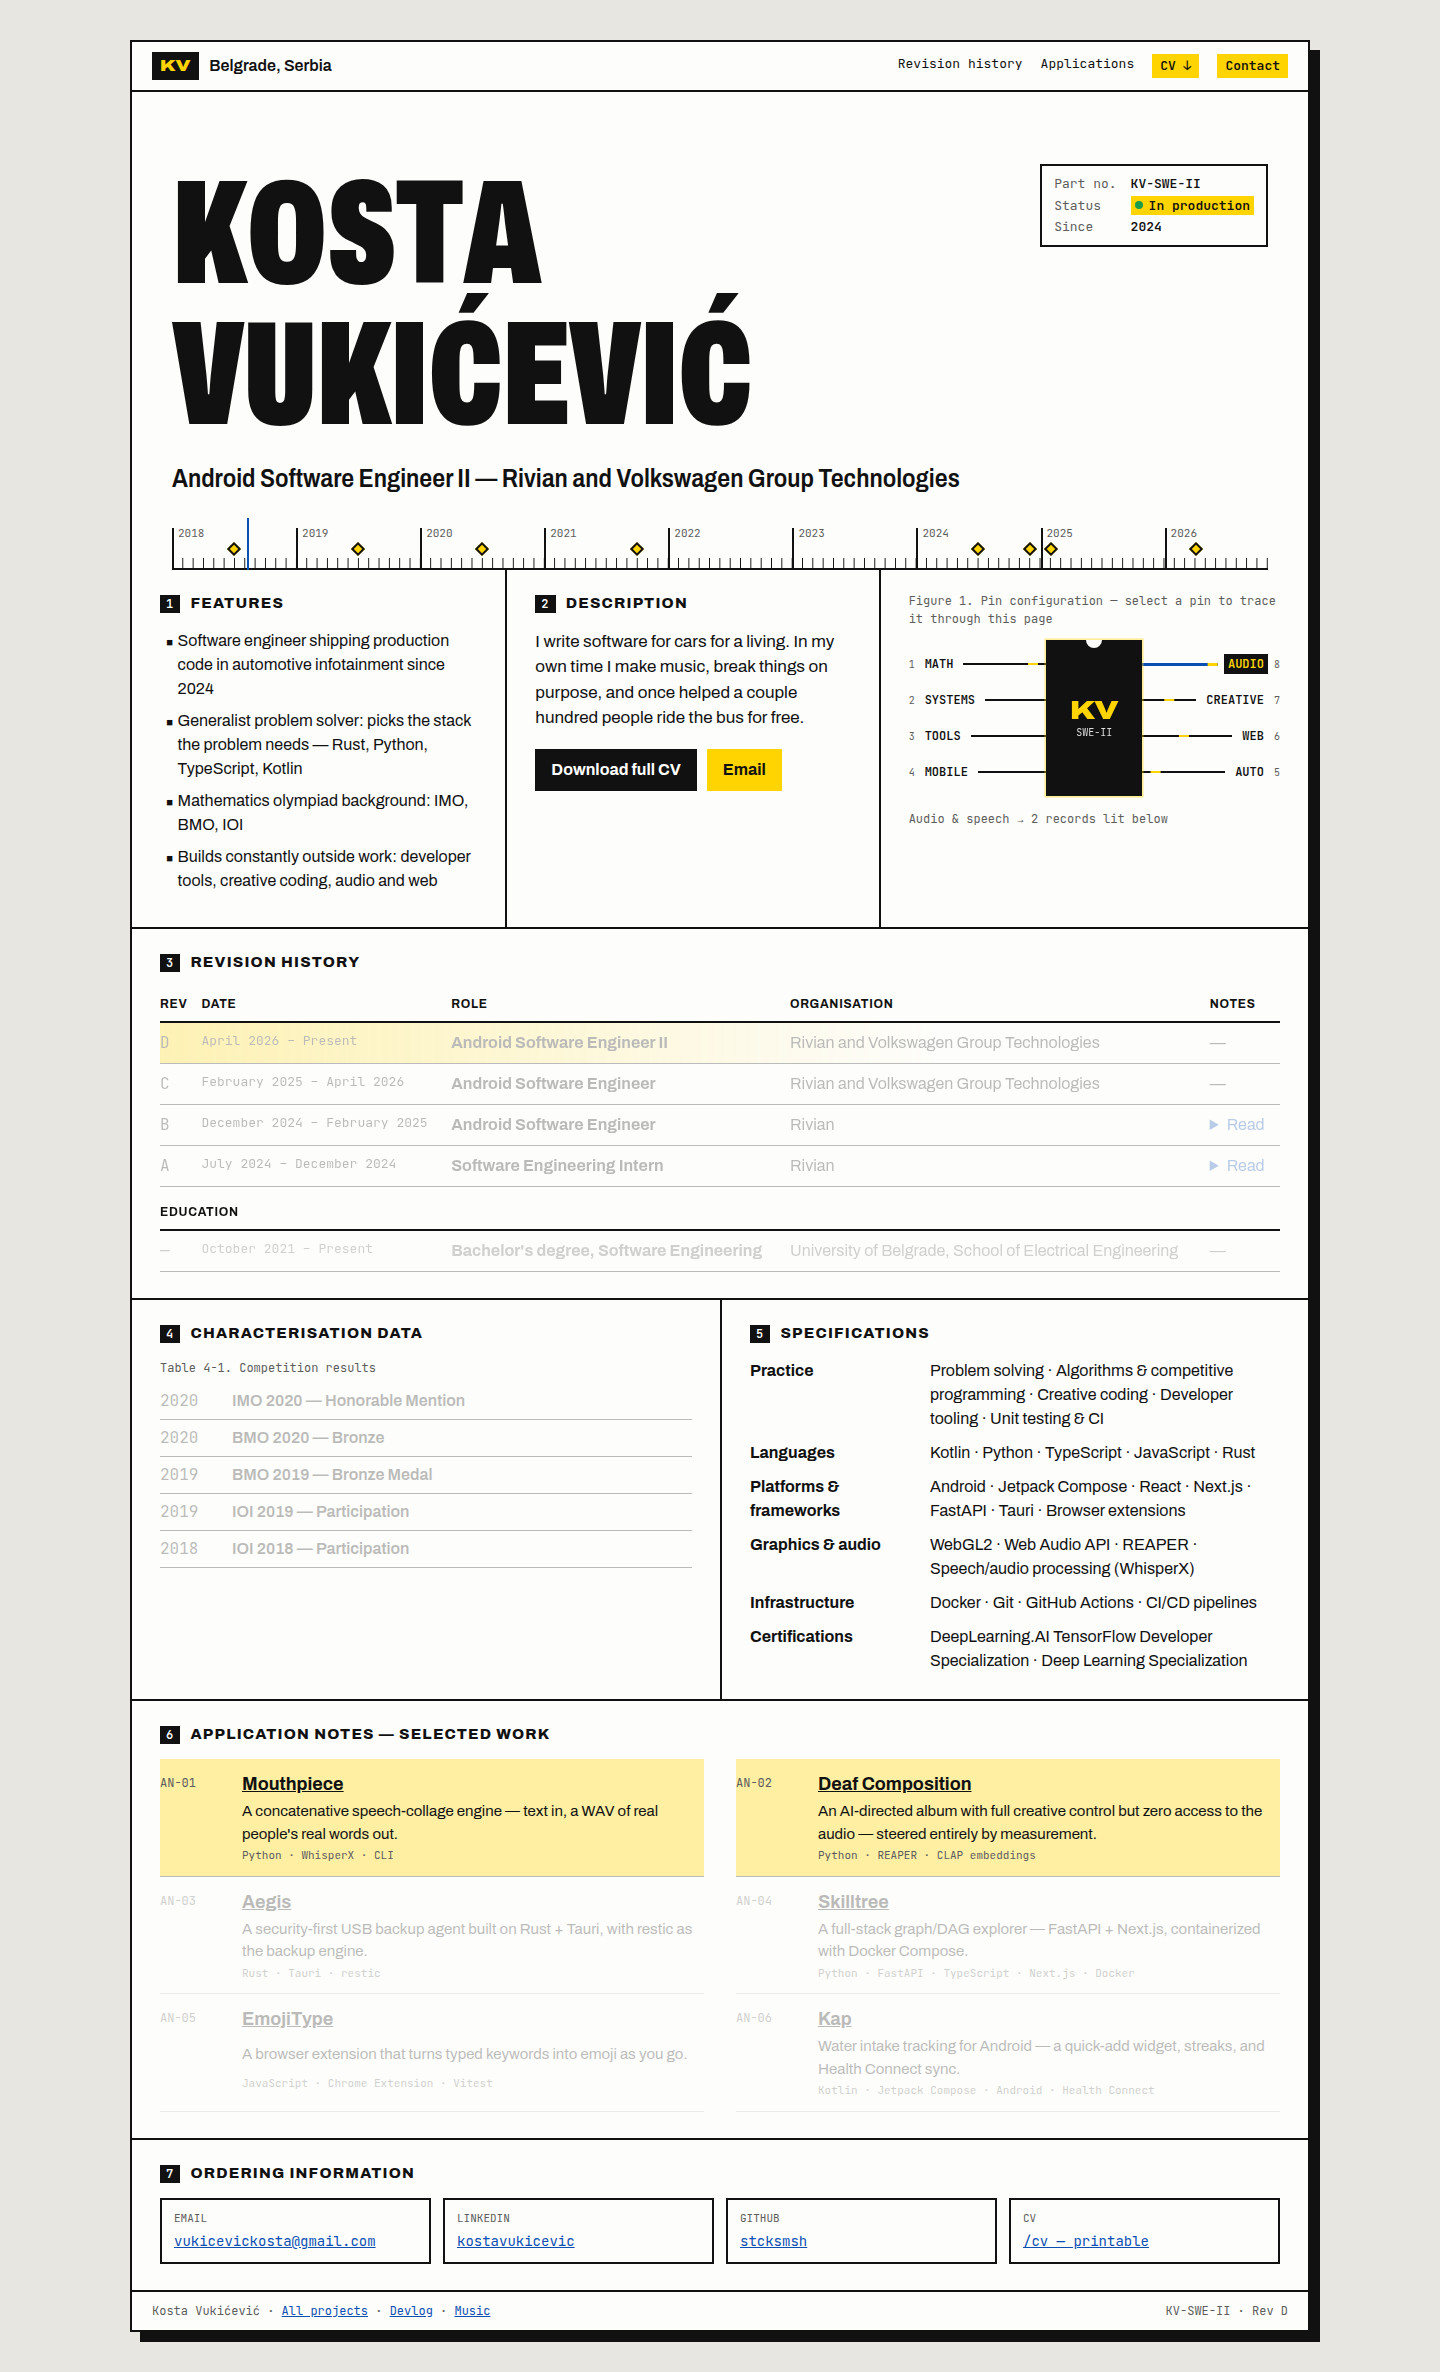 KV Belgrade, Serbia Revision history Applications CV ↓ Contact
KOSTA
VUKIĆEVIĆ
Part no. KV-SWE-II
Status In production
Since 2024
Android Software Engineer II — Rivian and Volkswagen Group Technologies
2018 2019 2020 2021 2022 2023 2024 2025 2026
1 FEATURES
▪ Software engineer shipping production
code in automotive infotainment since
2024
▪ Generalist problem solver: picks the stack
the problem needs — Rust, Python,
TypeScript, Kotlin
▪ Mathematics olympiad background: IMO,
BMO, IOI
▪ Builds constantly outside work: developer
tools, creative coding, audio and web
2 DESCRIPTION
I write software for cars for a living. In my
own time I make music, break things on
purpose, and once helped a couple
hundred people ride the bus for free.
Download full CV Email
Figure 1. Pin configuration — select a pin to trace
it through this page
1 MATH AUDIO 8
2 SYSTEMS CREATIVE 7
KV
SWE-II
3 TOOLS WEB 6
4 MOBILE AUTO 5
Audio & speech → 2 records lit below
3 REVISION HISTORY
REV DATE ROLE ORGANISATION NOTES
D April 2026 – Present Android Software Engineer II Rivian and Volkswagen Group Technologies —
C February 2025 – April 2026 Android Software Engineer Rivian and Volkswagen Group Technologies —
B December 2024 – February 2025 Android Software Engineer Rivian ▶ Read
A July 2024 – December 2024 Software Engineering Intern Rivian ▶ Read
EDUCATION
— October 2021 – Present Bachelor's degree, Software Engineering University of Belgrade, School of Electrical Engineering —
4 CHARACTERISATION DATA
Table 4-1. Competition results
2020 IMO 2020 — Honorable Mention
2020 BMO 2020 — Bronze
2019 BMO 2019 — Bronze Medal
2019 IOI 2019 — Participation
2018 IOI 2018 — Participation
5 SPECIFICATIONS
Practice Problem solving · Algorithms & competitive
programming · Creative coding · Developer
tooling · Unit testing & CI
Languages Kotlin · Python · TypeScript · JavaScript · Rust
Platforms & Android · Jetpack Compose · React · Next.js ·
frameworks FastAPI · Tauri · Browser extensions
Graphics & audio WebGL2 · Web Audio API · REAPER ·
Speech/audio processing (WhisperX)
Infrastructure Docker · Git · GitHub Actions · CI/CD pipelines
Certifications DeepLearning.AI TensorFlow Developer
Specialization · Deep Learning Specialization
6 APPLICATION NOTES — SELECTED WORK
AN-01 Mouthpiece
A concatenative speech-collage engine — text in, a WAV of real
people's real words out.
Python · WhisperX · CLI
AN-02 Deaf Composition
An AI-directed album with full creative control but zero access to the
audio — steered entirely by measurement.
Python · REAPER · CLAP embeddings
AN-03 Aegis
A security-first USB backup agent built on Rust + Tauri, with restic as
the backup engine.
Rust · Tauri · restic
AN-04 Skilltree
A full-stack graph/DAG explorer — FastAPI + Next.js, containerized
with Docker Compose.
Python · FastAPI · TypeScript · Next.js · Docker
AN-05 EmojiType
A browser extension that turns typed keywords into emoji as you go.
JavaScript · Chrome Extension · Vitest
AN-06 Kap
Water intake tracking for Android — a quick-add widget, streaks, and
Health Connect sync.
Kotlin · Jetpack Compose · Android · Health Connect
7 ORDERING INFORMATION
EMAIL
vukicevickosta@gmail.com
LINKEDIN
kostavukicevic
GITHUB
stcksmsh
CV
/cv — printable
Kosta Vukićević · All projects · Devlog · Music KV-SWE-II · Rev D